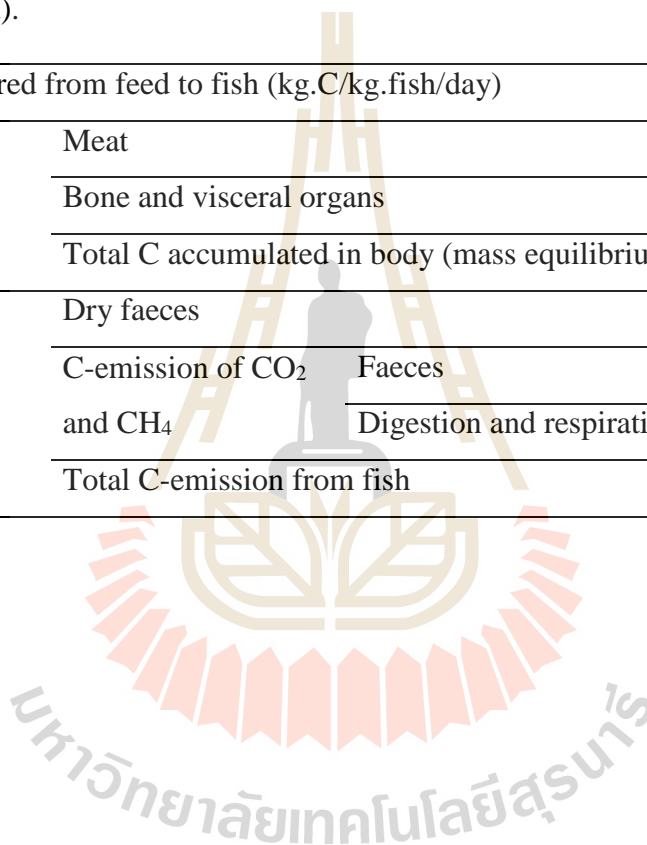 ).
red from feed to fish (kg.C/kg.fish/day)
Meat
Bone and visceral organs
Total C accumulated in body (mass equilibriu
Dry faeces
C-emission of CO₂ Faeces
and CH₄ Digestion and respirati
Total C-emission from fish
มหาวิทยาลัยเทคโนโลยีสุรนารี